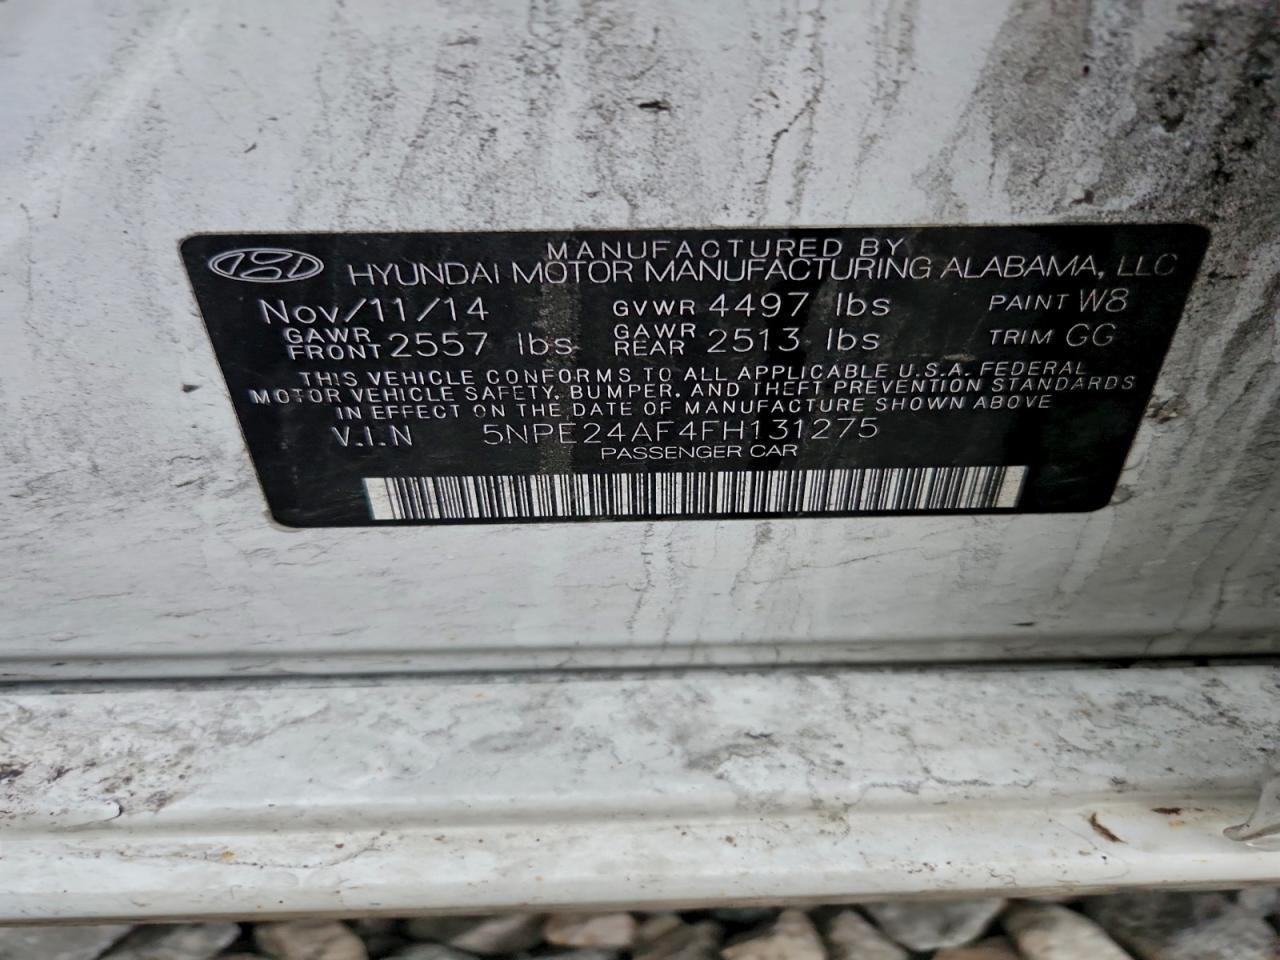 MANUFACTURED BY
HYUNDAI MOTOR MANUFACTURING ALABAMA, LLC
Nov/11/14 GVWR 4497 lbs PAINT W8
GAWR FRONT 2557 lbs GAWR REAR 2513 lbs TRIM GG
THIS VEHICLE CONFORMS TO ALL APPLICABLE U.S.A. FEDERAL
MOTOR VEHICLE SAFETY, BUMPER, AND THEFT PREVENTION STANDARDS
IN EFFECT ON THE DATE OF MANUFACTURE SHOWN ABOVE
V.I.N 5NPE24AF4FH131275
PASSENGER CAR